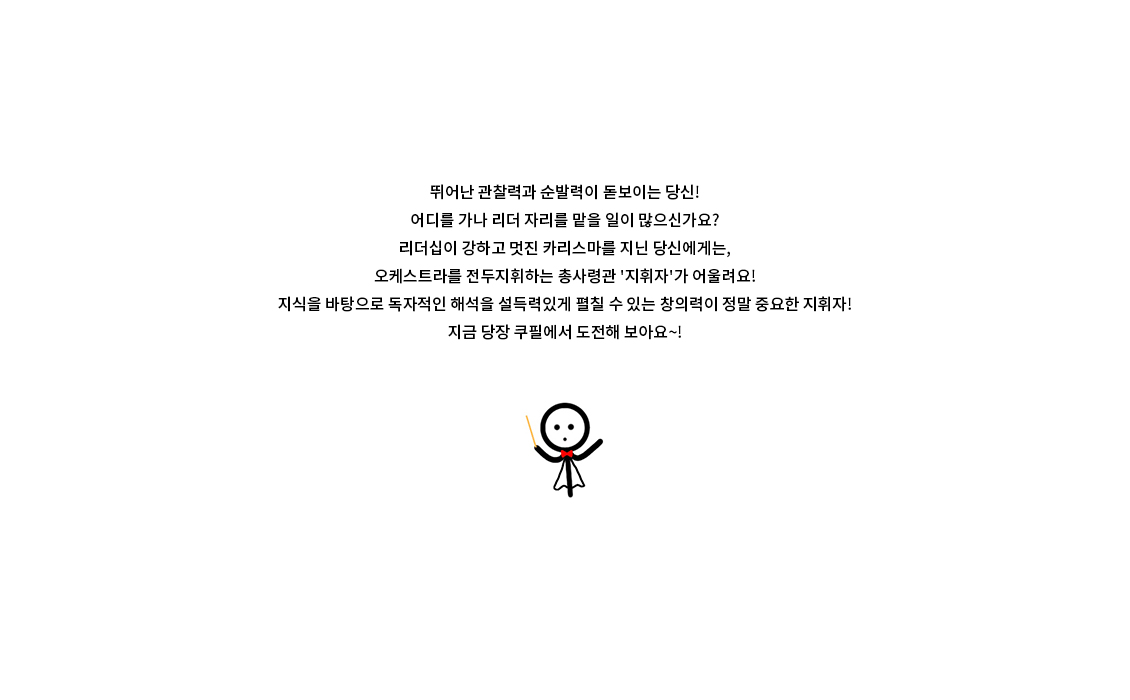 뛰어난 관찰력과 순발력이 돋보이는 당신!
어디를 가나 리더 자리를 맡을 일이 많으신가요?
리더십이 강하고 멋진 카리스마를 지닌 당신에게는,
오케스트라를 전두지휘하는 총사령관 '지휘자'가 어울려요!
지식을 바탕으로 독자적인 해석을 설득력있게 펼칠 수 있는 창의력이 정말 중요한 지휘자!
지금 당장 쿠필에서 도전해 보아요~!